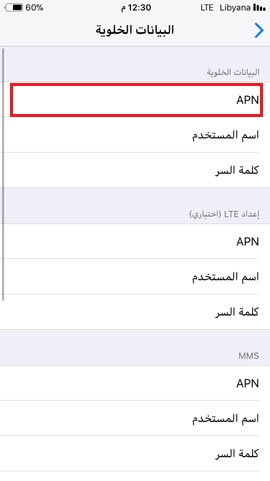 60% 12:30 م LTE Libyana
البيانات الخلوية
البيانات الخلوية
APN
اسم المستخدم
كلمة السر
إعداد LTE (اختياري)
APN
اسم المستخدم
كلمة السر
MMS
APN
اسم المستخدم
كلمة السر